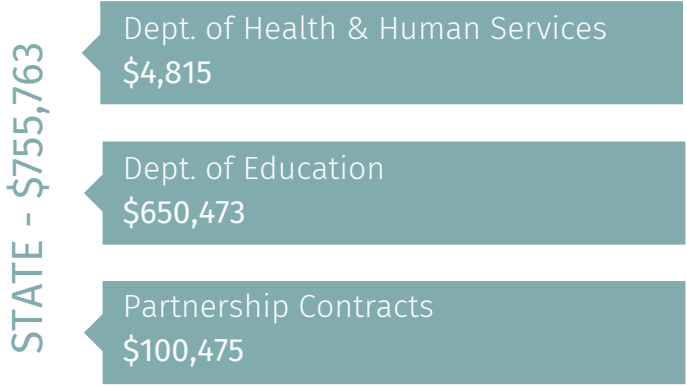 STATE - $755,763
Dept. of Health & Human Services
$4,815
Dept. of Education
$650,473
Partnership Contracts
$100,475